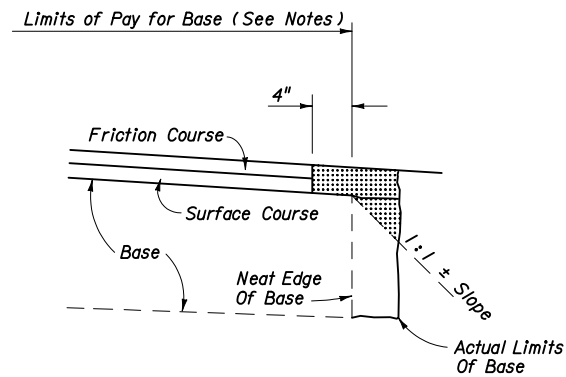 Limits of Pay for Base (See Notes)
4"
Friction Course
Surface Course
Base
Neat Edge
Of Base
1:1 ± Slope
Actual Limits
Of Base